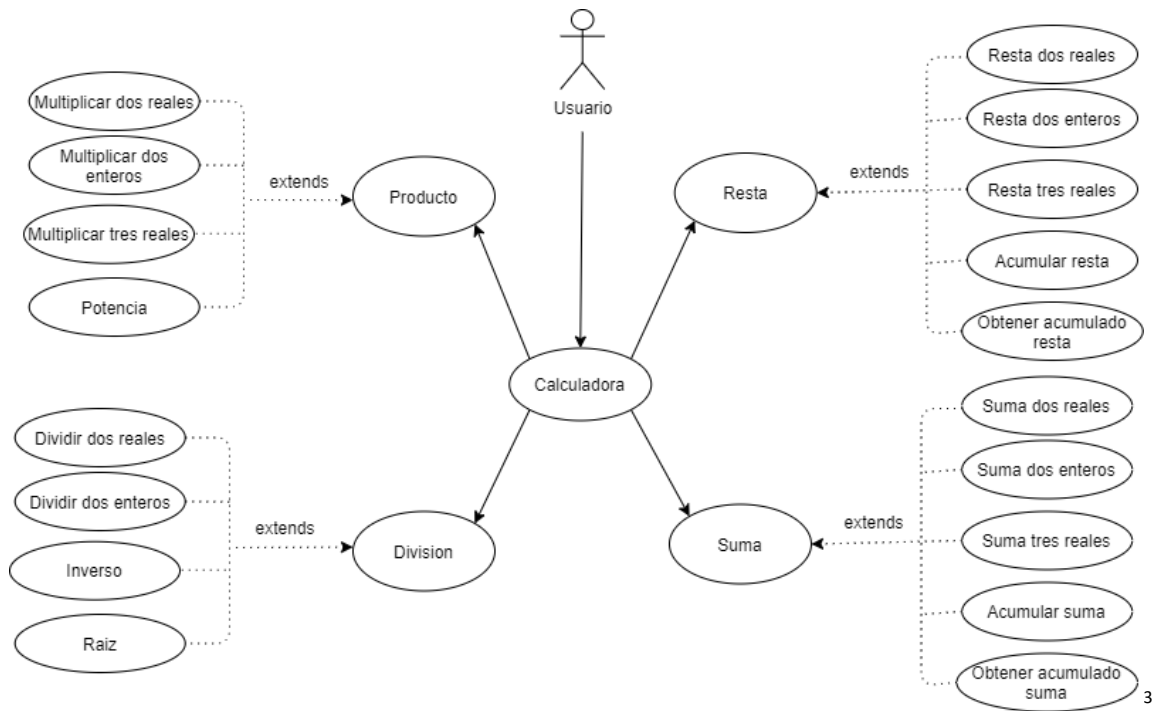 Usuario
Multiplicar dos reales
Multiplicar dos
enteros
Multiplicar tres reales
Potencia
extends
Producto
Resta
extends
Resta dos reales
Resta dos enteros
Resta tres reales
Acumular resta
Obtener acumulado
resta
Calculadora
Dividir dos reales
Dividir dos enteros
Inverso
Raiz
extends
Division
Suma
extends
Suma dos reales
Suma dos enteros
Suma tres reales
Acumular suma
Obtener acumulado
suma
3